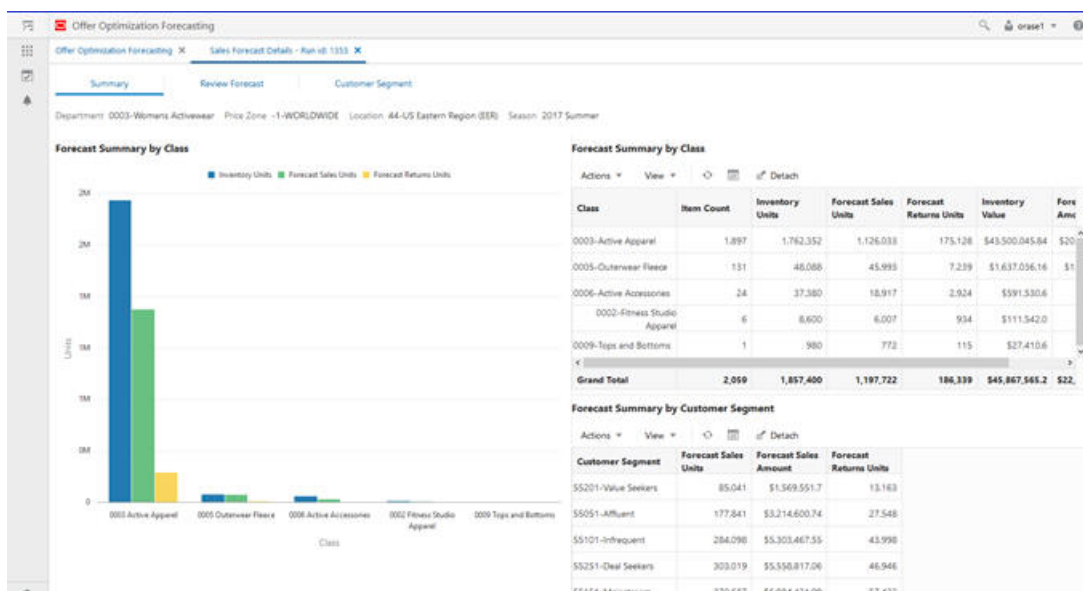 Offer Optimization Forecasting
orase1
Offer Optimization Forecasting X Sales Forecast Details - Run id: 1353 X
Summary Review Forecast Customer Segment
Department 0003-Womens Activewear Price Zone -1-WORLDWIDE Location 44-US Eastern Region (EER) Season 2017 Summer
Forecast Summary by Class
Inventory Units Forecast Sales Units Forecast Returns Units
2M
2M
1M
1M
1M
0M
0
Units
0003 Active Apparel 0005 Outerwear Fleece 0006 Active Accessories 0002 Fitness Studio Apparel 0009 Tops and Bottoms
Class
Forecast Summary by Class
Actions View Detach
Class Item Count Inventory Units Forecast Sales Units Forecast Returns Units Inventory Value Fore Amc
0003-Active Apparel 1,897 1,762,352 1,126,033 175,128 $43,500,045.84 $20
0005-Outerwear Fleece 131 48,088 45,993 7,239 $1,637,036.16 $1
0006-Active Accessories 24 37,380 18,917 2,924 $591,530.6
0002-Fitness Studio Apparel 6 8,600 6,007 934 $111,542.0
0009-Tops and Bottoms 1 980 772 115 $27,410.6
Grand Total 2,059 1,857,400 1,197,722 186,339 $45,867,565.2 $22,
Forecast Summary by Customer Segment
Actions View Detach
Customer Segment Forecast Sales Units Forecast Sales Amount Forecast Returns Units
55201-Value Seekers 85,041 $1,569,551.7 13,163
55051-Affluent 177,841 $3,214,600.74 27,548
55101-Infrequent 284,098 $5,303,467.55 43,998
55251-Deal Seekers 303,019 $5,558,817.06 46,946